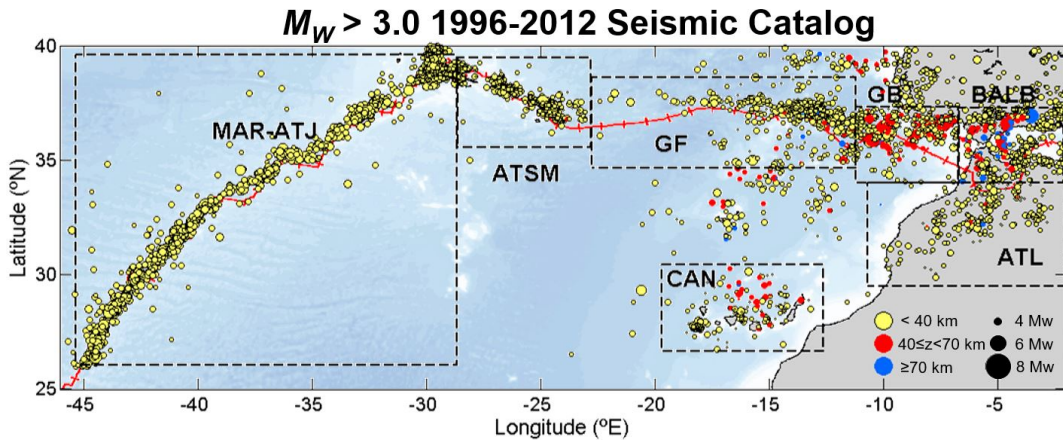 Mw > 3.0 1996-2012 Seismic Catalog
40
35
30
25
Latitude (ºN)
MAR-ATJ
ATSM
GF
GB
BALB
CAN
ATL
< 40 km
40≤z<70 km
≥70 km
4 Mw
6 Mw
8 Mw
-45 -40 -35 -30 -25 -20 -15 -10 -5
Longitude (ºE)